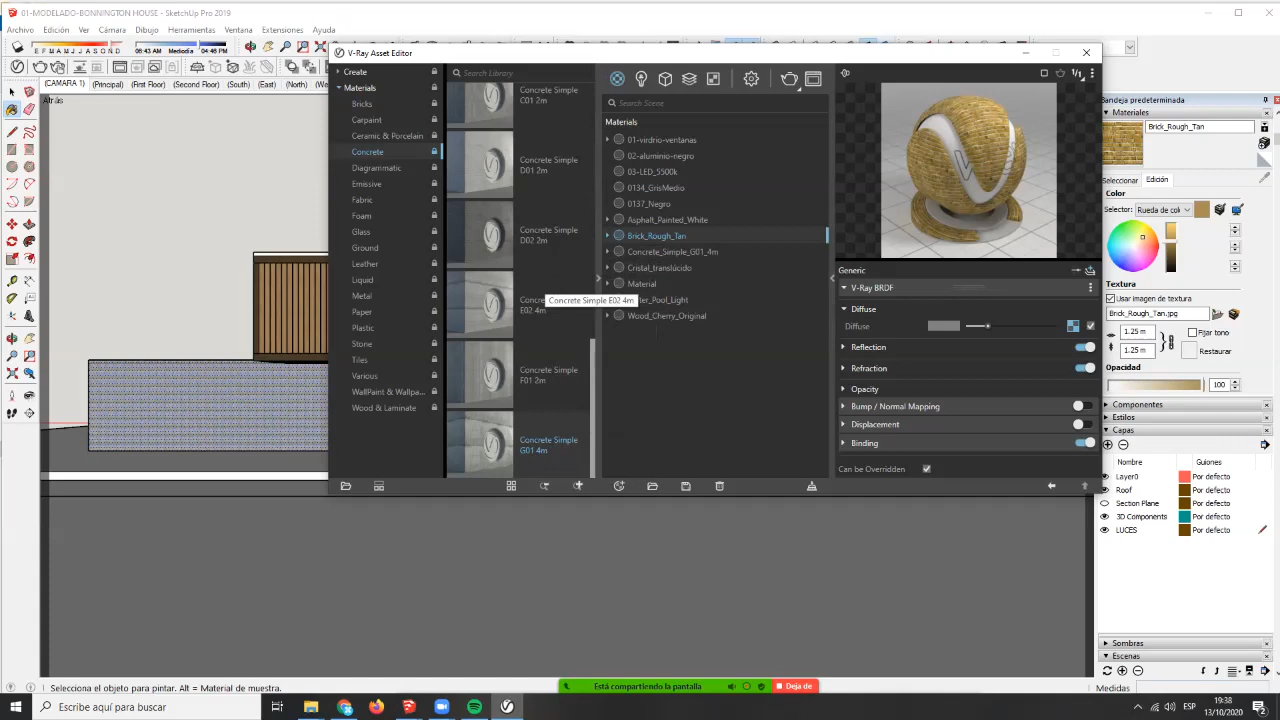 01-MODELADO-BONNINGTON HOUSE - SketchUp Pro 2019
Archivo Edición Ver Cámara Dibujo Herramientas Ventana Extensiones Ayuda
E F M A M J J A S O N D 06:43 AM Mediodía 04:46 PM
(CAMARA 1) (Principal) (First Floor) (Second Floor) (East) (West)
Atrás
V-Ray Asset Editor
Create
Materials
Bricks
Carpaint
Ceramic & Porcelain
Concrete
Diagrammatic
Emissive
Fabric
Foam
Glass
Ground
Leather
Liquid
Metal
Paper
Plastic
Stone
Tiles
Various
WallPaint & Wallpa...
Wood & Laminate
Search Library
Concrete Simple
C01 2m
Concrete Simple
D01 2m
Concrete Simple
D02 2m
E02 4m
Concrete Simple E02 4m
Concrete Simple
F01 2m
Concrete Simple
G01 4m
Search Scene
Materials
01-virdrio-ventanas
02-aluminio-negro
03-LED_5500k
0134_GrisMedio
0137_Negro
Asphalt_Painted_White
Brick_Rough_Tan
Concrete_Simple_G01_4m
Cristal_translúcido
Material
ter_Pool_Light
Wood_Cherry_Original
1/1
Generic
V-Ray BRDF
Diffuse
Diffuse
Reflection
Refraction
Opacity
Bump / Normal Mapping
Displacement
Binding
Can be Overridden
Bandeja predeterminada
Materiales
Brick_Rough_Tan
Seleccionar Edición
Color
Selector: Rueda de col
Textura
Usar imagen de textura
Brick_Rough_Tan.jpg
1.25 m
1.25 m
Fijar tono
Restaurar
Opacidad
100
Componentes
Estilos
Capas
Nombre Guiones
Layer0 Por defecto
Roof Por defecto
Section Plane Por defecto
3D Components Por defecto
LUCES Por defecto
Sombras
Escenas
Selecciona el objeto para pintar. Alt = Material de muestra.
Medidas
Está compartiendo la pantalla
Deja de
Escribe aquí para buscar
ESP
19:38
13/10/2020
2